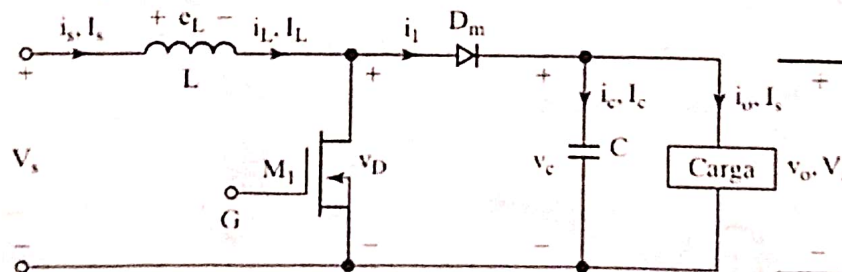 + e_L −
i_s, I_s
i_L, I_L
i_1
D_m
L
+
+
+
+
i_c, I_c
i_o, I_s
V_s
M_1
v_D
v_c
C
Carga
v_o, V
G
−
−
−
−